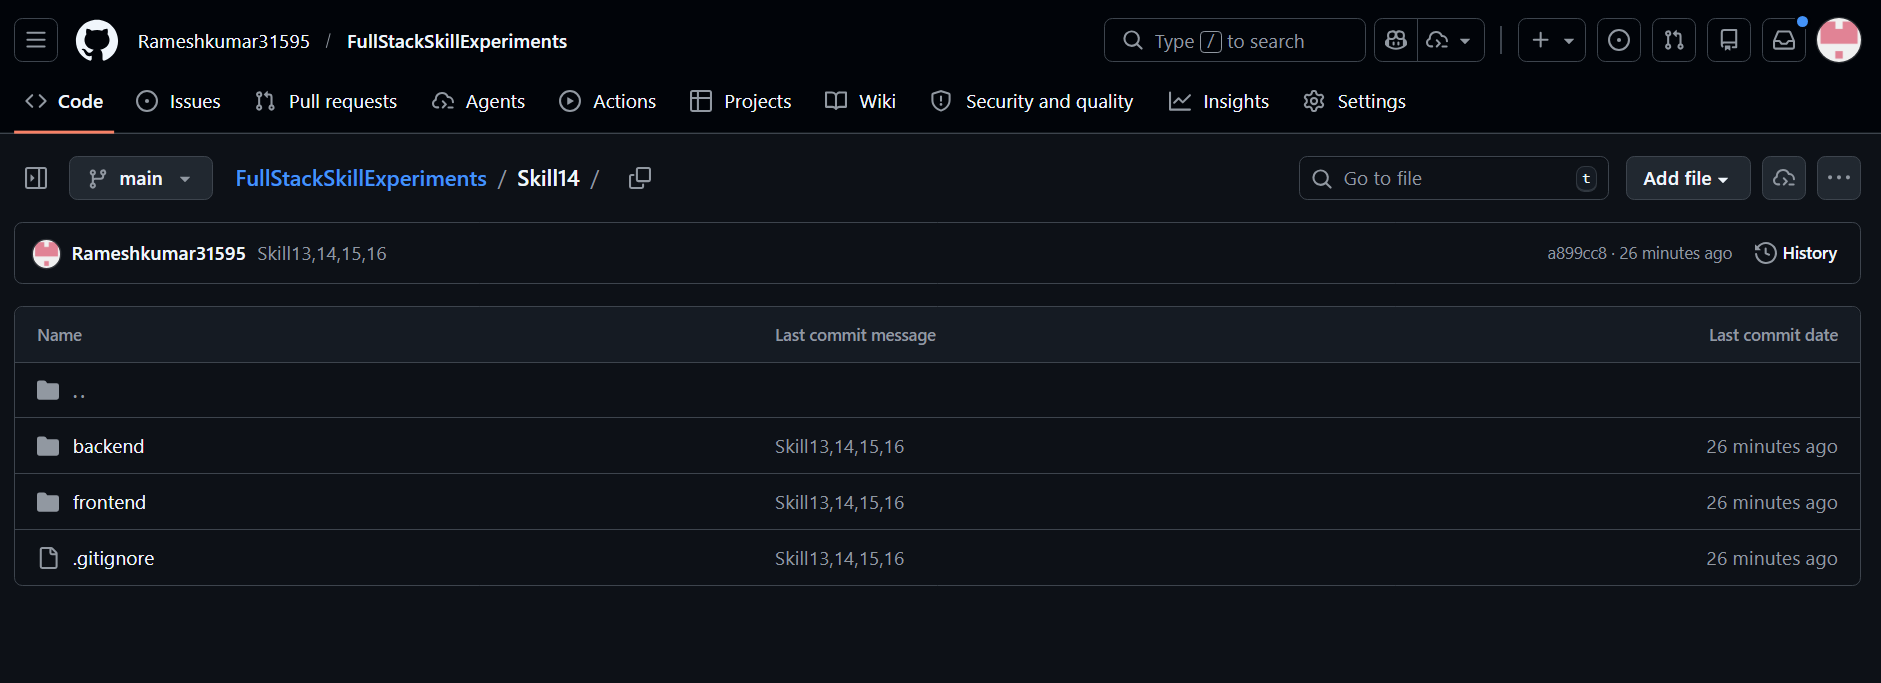 Rameshkumar31595 / FullStackSkillExperiments Type / to search
Code Issues Pull requests Agents Actions Projects Wiki Security and quality Insights Settings
main FullStackSkillExperiments / Skill14 / Go to file t Add file
Rameshkumar31595 Skill13,14,15,16 a899cc8 · 26 minutes ago History
Name Last commit message Last commit date
..
backend Skill13,14,15,16 26 minutes ago
frontend Skill13,14,15,16 26 minutes ago
.gitignore Skill13,14,15,16 26 minutes ago